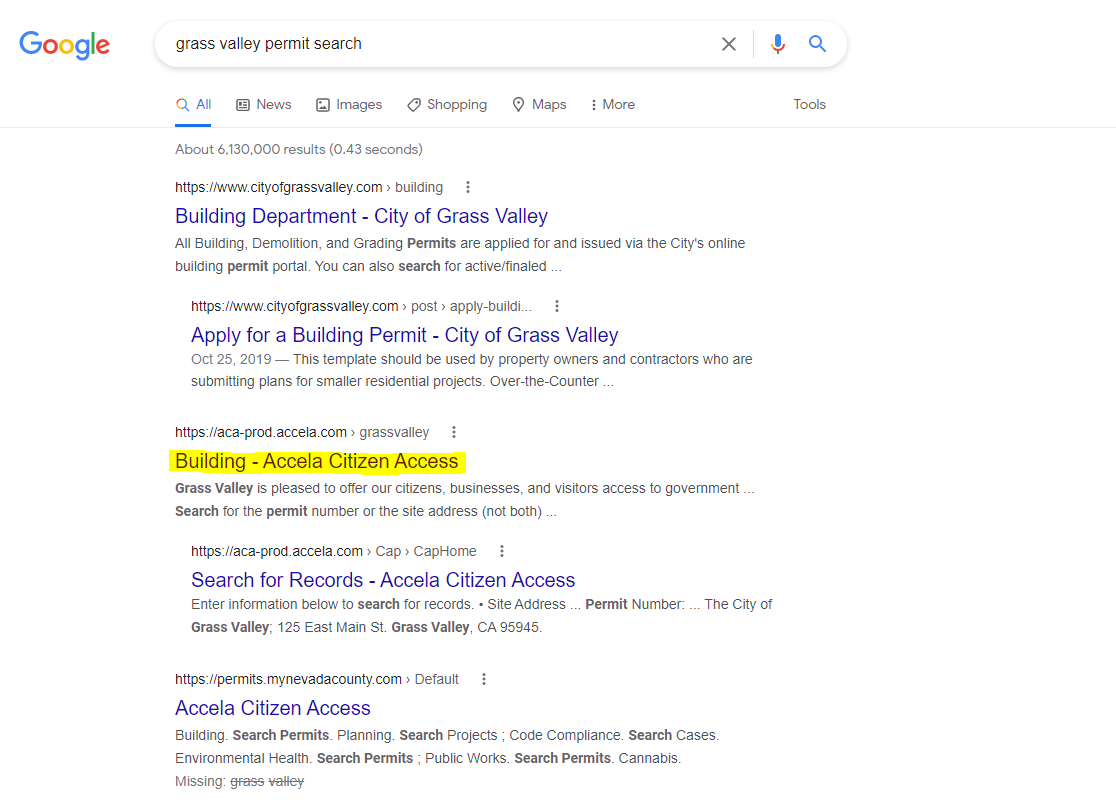 Google
grass valley permit search
All News Images Shopping Maps More Tools
About 6,130,000 results (0.43 seconds)
https://www.cityofgrassvalley.com › building
Building Department - City of Grass Valley
All Building, Demolition, and Grading Permits are applied for and issued via the City's online
building permit portal. You can also search for active/finaled ...
https://www.cityofgrassvalley.com › post › apply-buildi...
Apply for a Building Permit - City of Grass Valley
Oct 25, 2019 — This template should be used by property owners and contractors who are
submitting plans for smaller residential projects. Over-the-Counter ...
https://aca-prod.accela.com › grassvalley
Building - Accela Citizen Access
Grass Valley is pleased to offer our citizens, businesses, and visitors access to government ...
Search for the permit number or the site address (not both) ...
https://aca-prod.accela.com › Cap › CapHome
Search for Records - Accela Citizen Access
Enter information below to search for records. • Site Address ... Permit Number: ... The City of
Grass Valley; 125 East Main St. Grass Valley, CA 95945.
https://permits.mynevadacounty.com › Default
Accela Citizen Access
Building. Search Permits. Planning. Search Projects ; Code Compliance. Search Cases.
Environmental Health. Search Permits ; Public Works. Search Permits. Cannabis.
Missing: grass valley